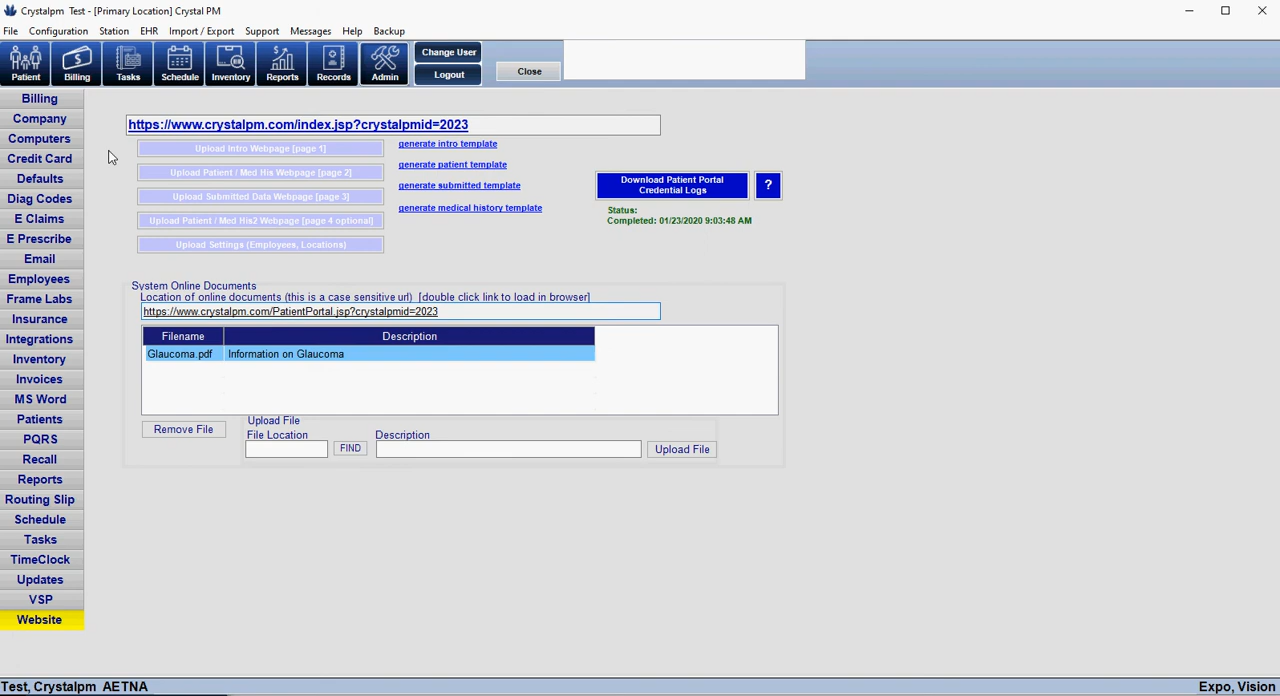 Crystalpm Test - [Primary Location] Crystal PM
File Configuration Station EHR Import / Export Support Messages Help Backup
Patient Billing Tasks Schedule Inventory Reports Records Admin
Change User
Logout
Close
Billing
Company
Computers
Credit Card
Defaults
Diag Codes
E Claims
E Prescribe
Email
Employees
Frame Labs
Insurance
Integrations
Inventory
Invoices
MS Word
Patients
PQRS
Recall
Reports
Routing Slip
Schedule
Tasks
TimeClock
Updates
VSP
Website
https://www.crystalpm.com/index.jsp?crystalpmid=2023
Upload Intro Webpage [page 1]
generate intro template
Upload Patient / Med His Webpage [page 2]
generate patient template
Upload Submitted Data Webpage [page 3]
generate submitted template
Upload Patient / Med His2 Webpage [page 4 optional]
generate medical history template
Upload Settings (Employees, Locations)
Download Patient Portal
Credential Logs
?
Status:
Completed: 01/23/2020 9:03:48 AM
System Online Documents
Location of online documents (this is a case sensitive url) [double click link to load in browser]
https://www.crystalpm.com/PatientPortal.jsp?crystalpmid=2023
Filename Description
Glaucoma.pdf Information on Glaucoma
Remove File
Upload File
File Location
FIND
Description
Upload File
Test, Crystalpm AETNA
Expo, Vision